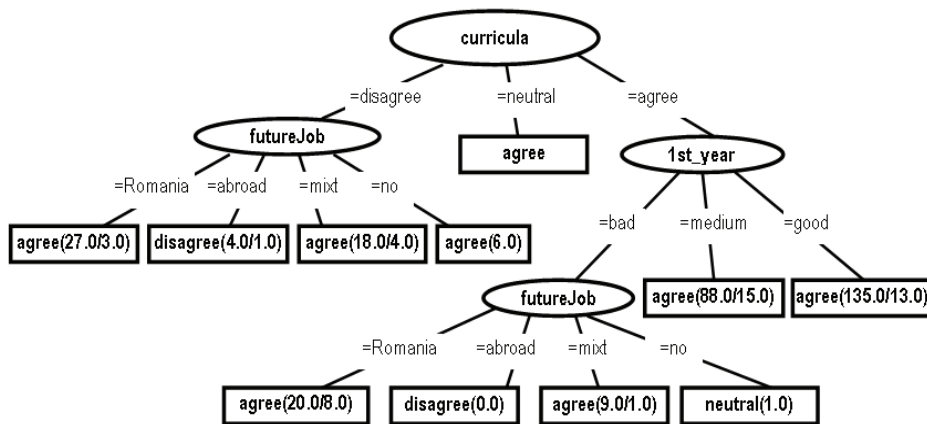 curricula
=disagree =neutral =agree
futureJob agree 1st_year
=Romania =abroad =mixt =no
=bad =medium =good
agree(27.0/3.0) disagree(4.0/1.0) agree(18.0/4.0) agree(6.0)
futureJob agree(88.0/15.0) agree(135.0/13.0)
=Romania =abroad =mixt =no
agree(20.0/8.0) disagree(0.0) agree(9.0/1.0) neutral(1.0)